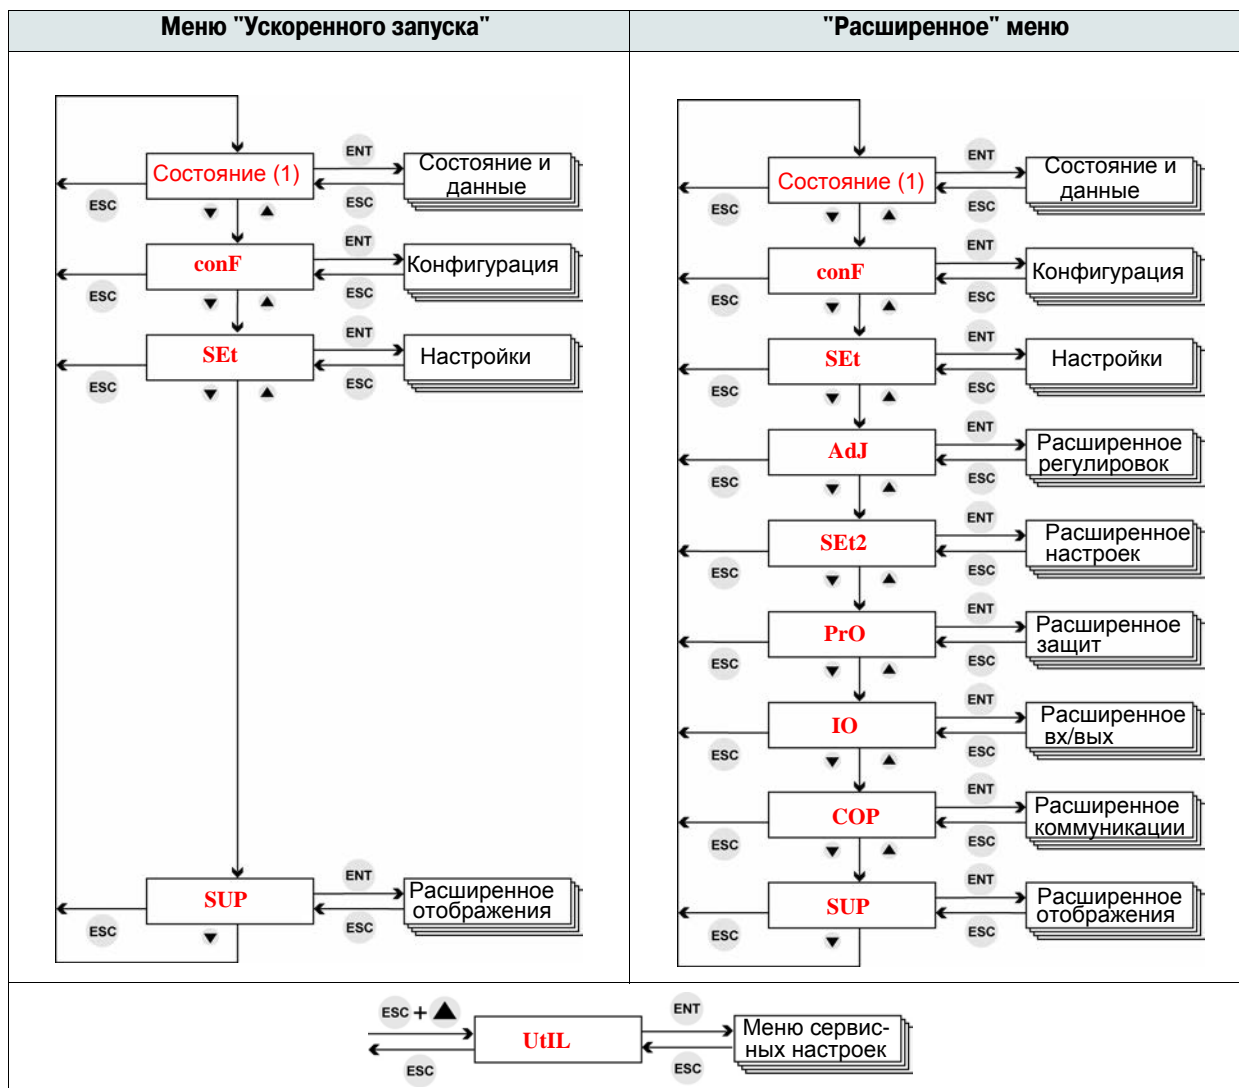 Меню "Ускоренного запуска"
"Расширенное" меню
Состояние (1)
ENT
ESC
ESC
Состояние и
данные
conF
ENT
ESC
ESC
Конфигурация
SEt
ENT
ESC
ESC
Настройки
SUP
ENT
ESC
ESC
Расширенное
отображения
Состояние (1)
ENT
ESC
ESC
Состояние и
данные
conF
ENT
ESC
ESC
Конфигурация
SEt
ENT
ESC
ESC
Настройки
AdJ
ENT
ESC
ESC
Расширенное
регулировок
SEt2
ENT
ESC
ESC
Расширенное
настроек
PrO
ENT
ESC
ESC
Расширенное
защит
IO
ENT
ESC
ESC
Расширенное
вх/вых
COP
ENT
ESC
ESC
Расширенное
коммуникации
SUP
ENT
ESC
ESC
Расширенное
отображения
ESC +
ESC
UtIL
ENT
ESC
Меню сервис-
ных настроек